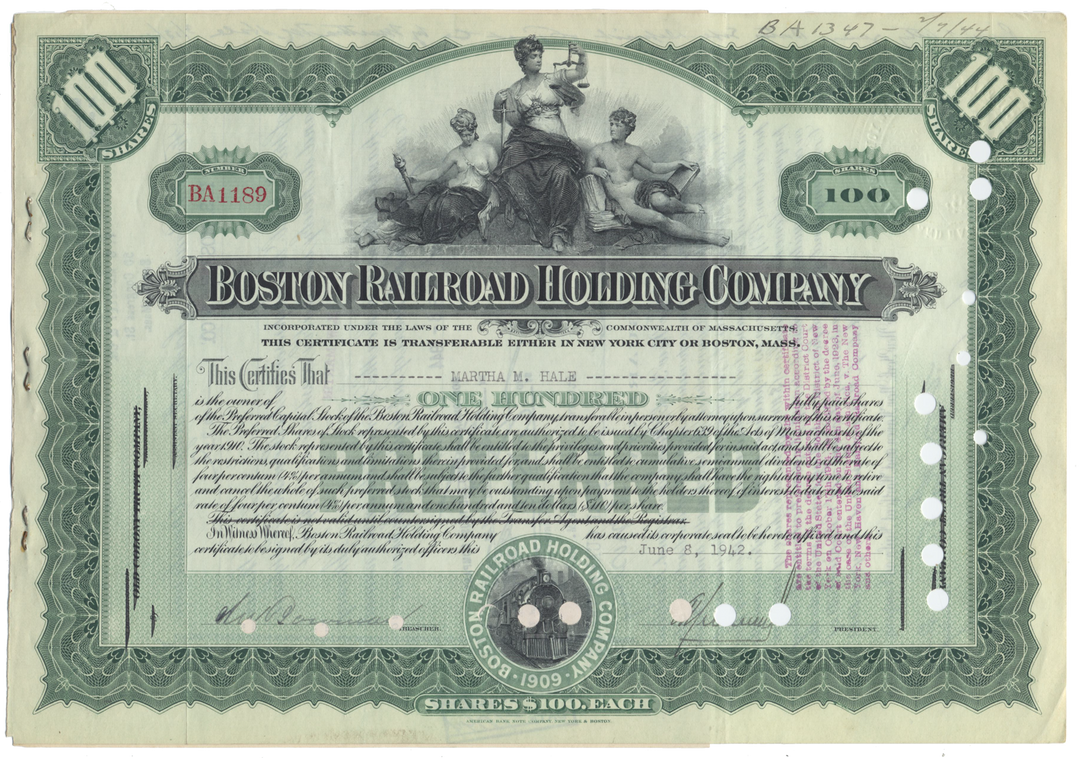 BA1347 - 2/7/44
100
SHARES
100
SHARES
NUMBER
BA1189
SHARES
100
BOSTON RAILROAD HOLDING COMPANY
INCORPORATED UNDER THE LAWS OF THE COMMONWEALTH OF MASSACHUSETTS.
THIS CERTIFICATE IS TRANSFERABLE EITHER IN NEW YORK CITY OR BOSTON, MASS.
This Certifies That MARTHA M. HALE
is the owner of ONE HUNDRED fully paid shares
of the Preferred Capital Stock of the Boston Railroad Holding Company, transferable in person or by attorney upon surrender of this certificate.
The Preferred Shares of Stock represented by this certificate are authorized to be issued by Chapter 639 of the Acts of Massachusetts of the
year 1910. The stock represented by this certificate shall be entitled to the privileges and priorities provided for in said act and shall be subject to
the restrictions, qualifications and limitations therein provided for, and shall be entitled to cumulative semi-annual dividends at the rate of
four per centum (4%) per annum, and shall be subject to the further qualification that the company shall have the right at any time to retire
and cancel the whole of such preferred stock that may be outstanding upon payment to the holders thereof of interest to date at the said
rate of four per centum (4%) per annum and one hundred and ten dollars ($110) per share.
This certificate is not valid until countersigned by the Transfer Agent and the Registrar.
In Witness Whereof, Boston Railroad Holding Company has caused its corporate seal to be hereto affixed and this
certificate to be signed by its duly authorized officers this June 8, 1942.
TREASURER.
PRESIDENT.
BOSTON RAILROAD HOLDING COMPANY
1909
SHARES $100. EACH
AMERICAN BANK NOTE COMPANY, NEW YORK & BOSTON.